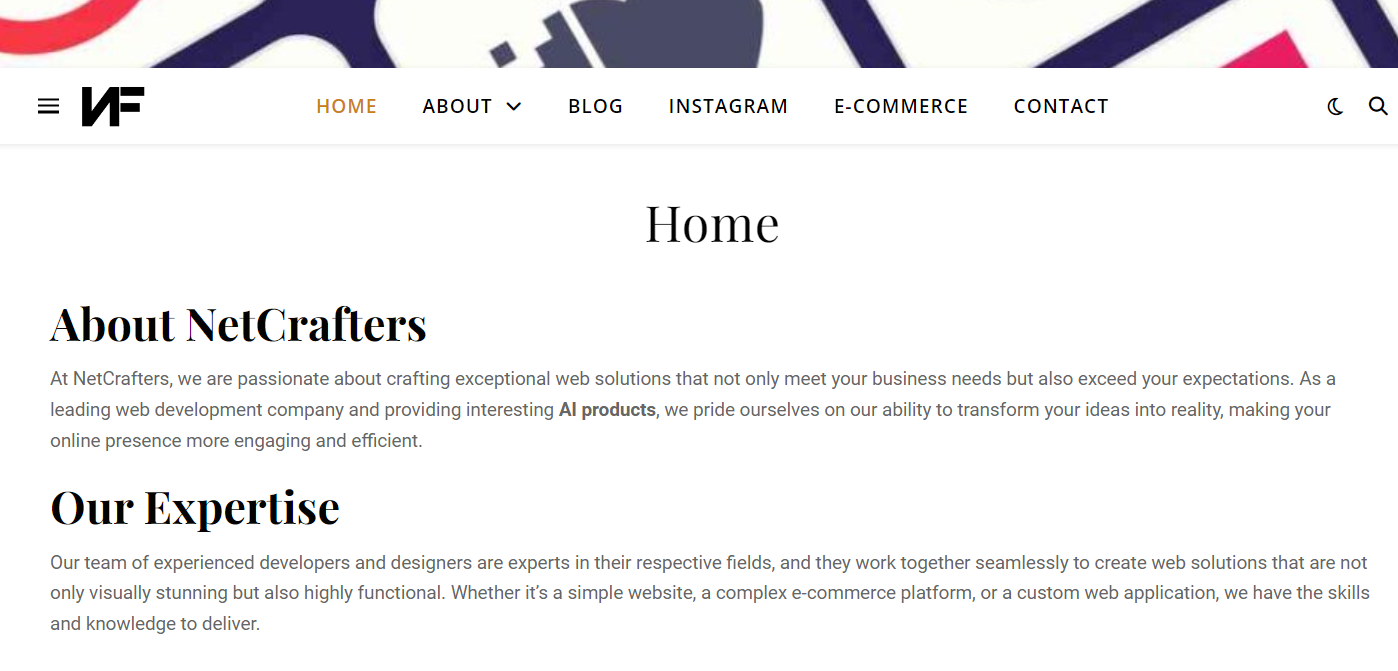 NF
HOME ABOUT BLOG INSTAGRAM E-COMMERCE CONTACT
Home
About NetCrafters
At NetCrafters, we are passionate about crafting exceptional web solutions that not only meet your business needs but also exceed your expectations. As a
leading web development company and providing interesting AI products, we pride ourselves on our ability to transform your ideas into reality, making your
online presence more engaging and efficient.
Our Expertise
Our team of experienced developers and designers are experts in their respective fields, and they work together seamlessly to create web solutions that are not
only visually stunning but also highly functional. Whether it’s a simple website, a complex e-commerce platform, or a custom web application, we have the skills
and knowledge to deliver.